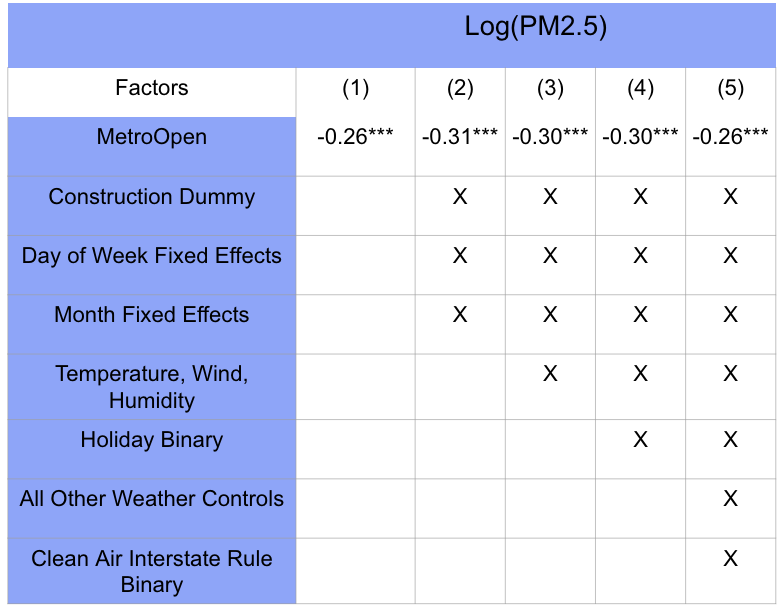 Log(PM2.5)
Factors (1) (2) (3) (4) (5)
MetroOpen -0.26*** -0.31*** -0.30*** -0.30*** -0.26***
Construction Dummy X X X X
Day of Week Fixed Effects X X X X
Month Fixed Effects X X X X
Temperature, Wind, X X X
Humidity
Holiday Binary X X
All Other Weather Controls X
Clean Air Interstate Rule X
Binary